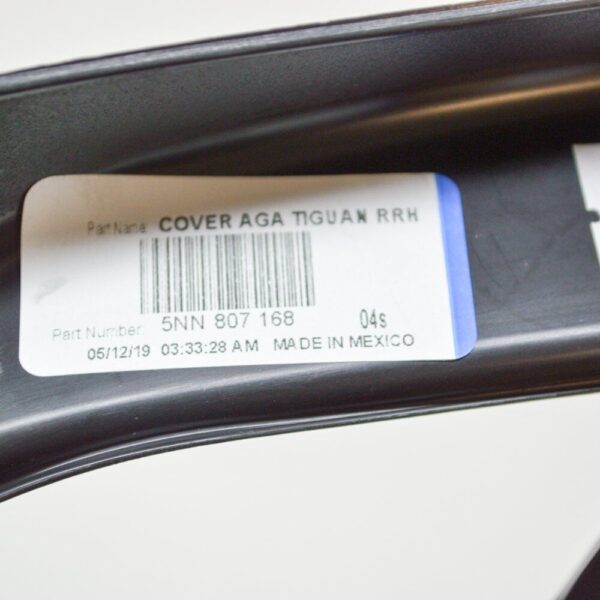 Part Name: COVER AGA TIGUAN RRH
Part Number: 5NN 807 168 04s
05/12/19 03:33:28 AM MADE IN MEXICO